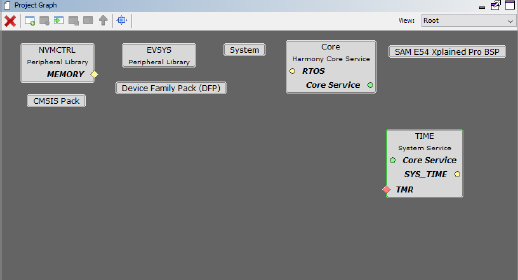 Project Graph
View: Root
NVMCTRL
Peripheral Library
MEMORY
EVSYS
Peripheral Library
System
Core
Harmony Core Service
RTOS
Core Service
SAM E54 Xplained Pro BSP
Device Family Pack (DFP)
CMSIS Pack
TIME
System Service
Core Service
SYS_TIME
TMR